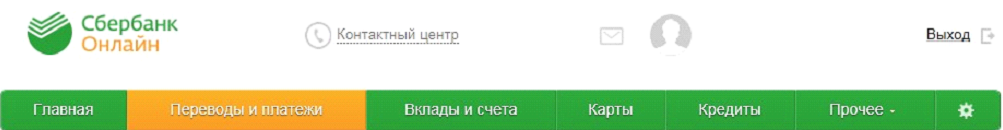 Сбербанк
Онлайн
Контактный центр
Выход
Главная Переводы и платежи Вклады и счета Карты Кредиты Прочее